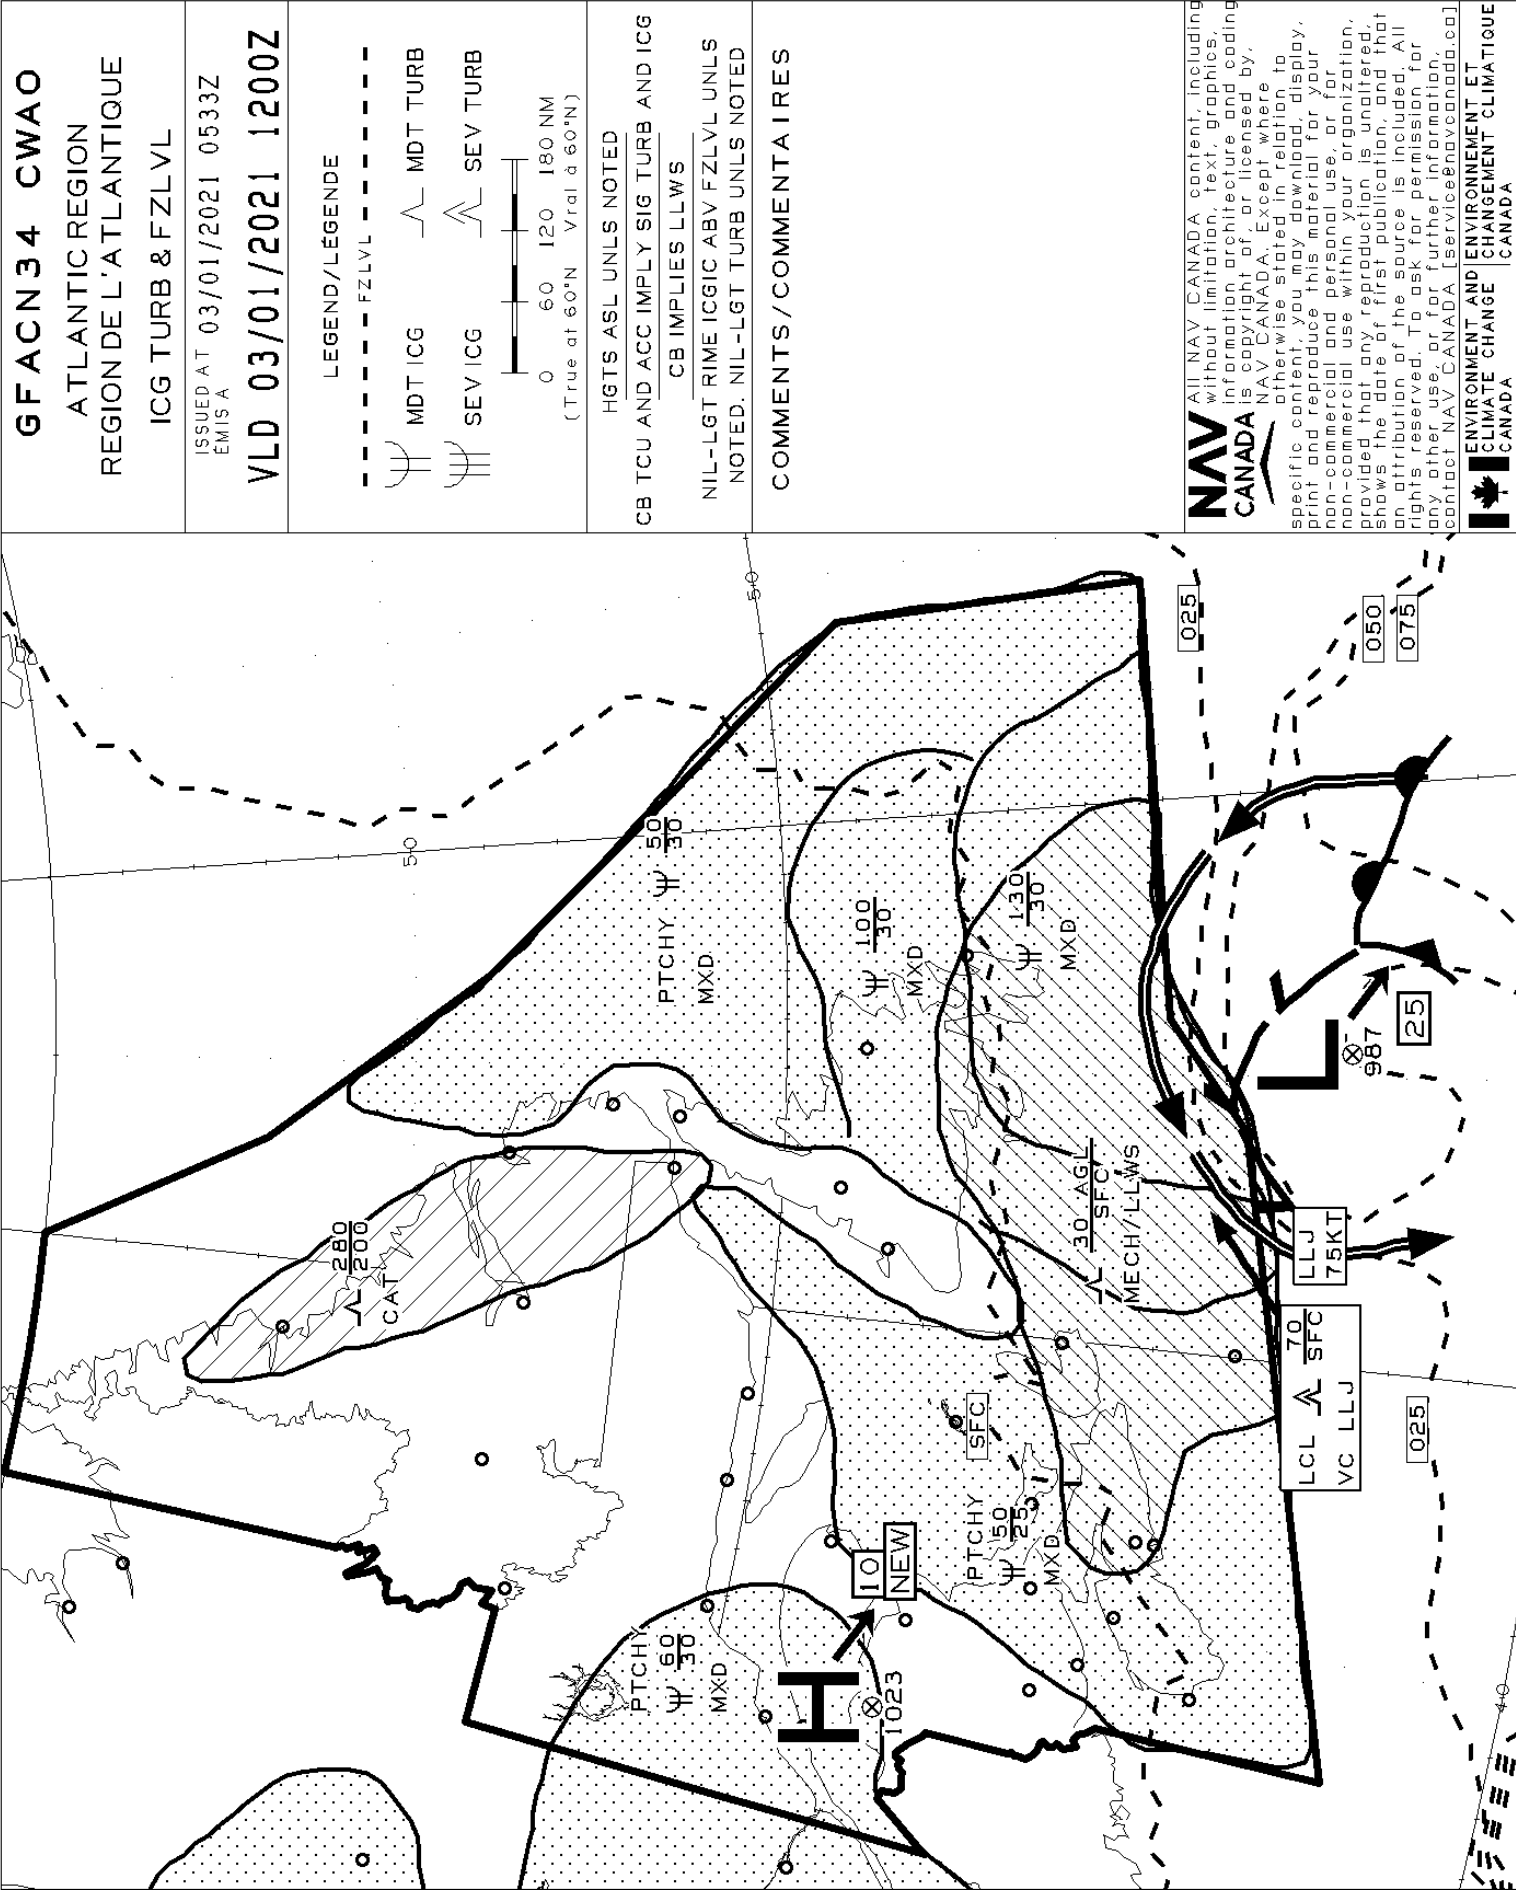 GFACN34 CWAO
ATLANTIC REGION
REGION DE L'ATLANTIQUE
ICG TURB & FZLVL
ISSUED AT 03/01/2021 0533Z
ÉMIS A
VLD 03/01/2021 1200Z
LEGEND/LÉGENDE
FZLVL
MDT ICG MDT TURB
SEV ICG SEV TURB
0 60 120 180 NM
(True at 60°N Vrai à 60°N)
HGTS ASL UNLS NOTED
CB TCU AND ACC IMPLY SIG TURB AND ICG
CB IMPLIES LLWS
NIL-LGT RIME ICGIC ABV FZLVL UNLS
NOTED. NIL-LGT TURB UNLS NOTED
COMMENTS/COMMENTAIRES
NAV
CANADA
All NAV CANADA content, including
without limitation, text, graphics,
information architecture and coding
is copyright of, or licensed by,
NAV CANADA. Except where
otherwise stated in relation to
specific content, you may download, display,
print and reproduce this material for your
non-commercial and personal use, or for
non-commercial use within your organization,
provided that any reproduction is unaltered,
shows the date of first publication, and that
an attribution of the source is included. All
rights reserved. To ask for permission for
any other use, or for further information,
contact NAV CANADA [service@navcanada.ca]
ENVIRONMENT AND
CLIMATE CHANGE
CANADA
ENVIRONNEMENT ET
CHANGEMENT CLIMATIQUE
CANADA
50
50
40
280
200
CAT
PTCHY
50
30
MXD
100
30
MXD
130
30
MXD
30 AGL
SFC
MECH/LLWS
PTCHY
60
30
MXD
PTCHY
50
25
MXD
SFC
H
1023
10
NEW
L
987
25
LLJ
75KT
LCL 70
SFC
VC LLJ
025
050
075
025